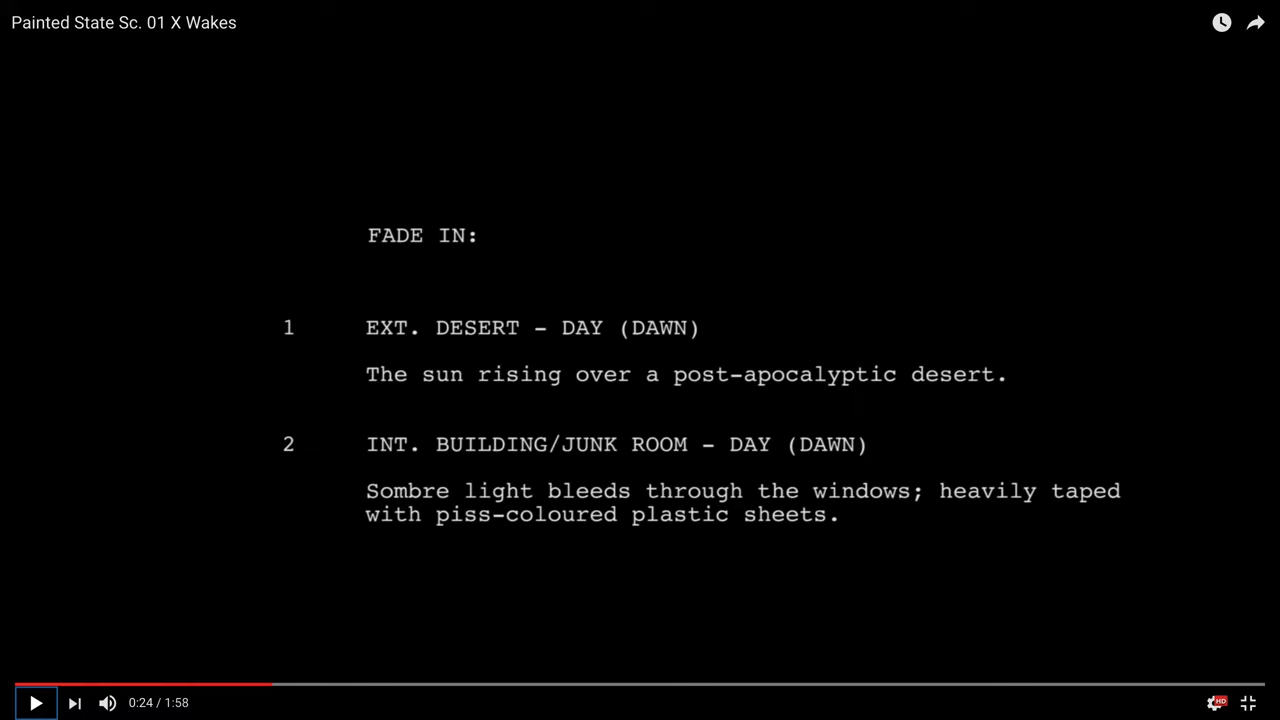 Painted State Sc. 01 X Wakes
FADE IN:
1 EXT. DESERT - DAY (DAWN)
The sun rising over a post-apocalyptic desert.
2 INT. BUILDING/JUNK ROOM - DAY (DAWN)
Sombre light bleeds through the windows; heavily taped
with piss-coloured plastic sheets.
0:24 / 1:58
HD